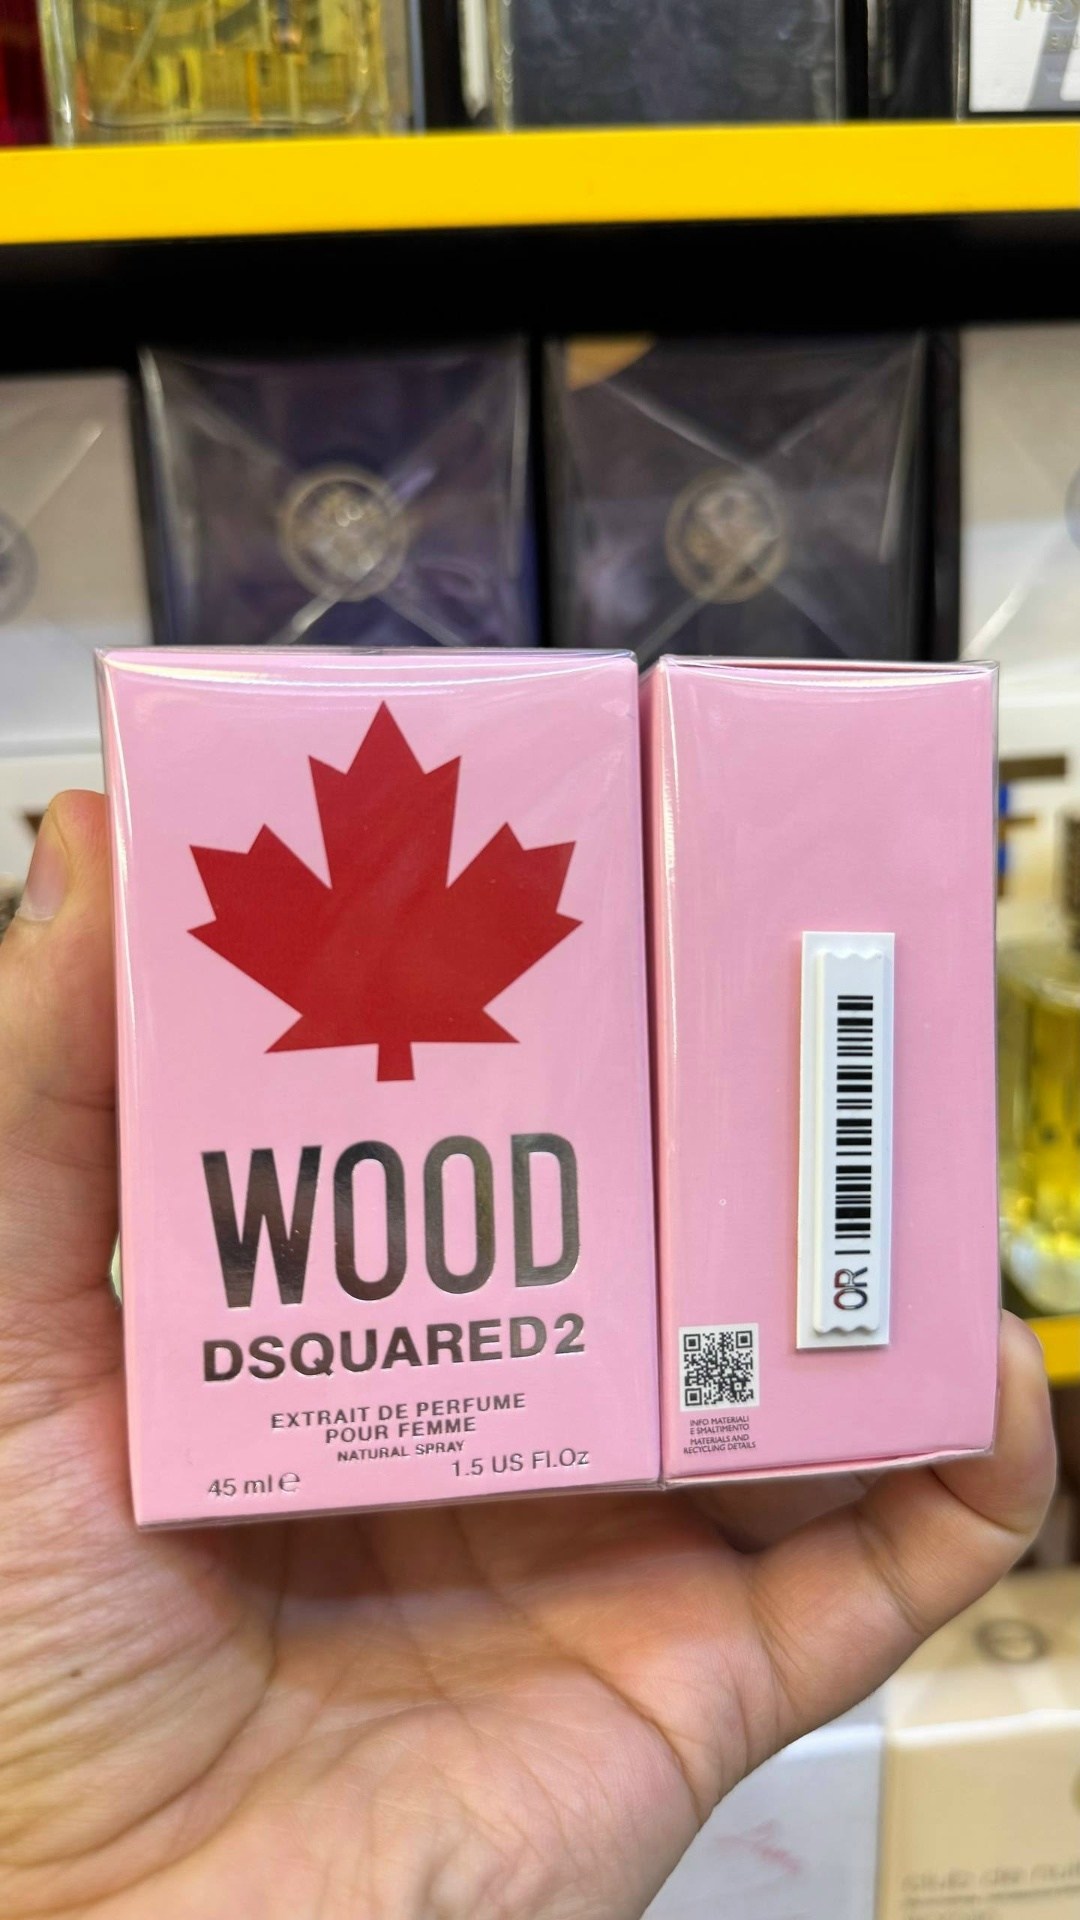 WOOD
DSQUARED2
EXTRAIT DE PERFUME
POUR FEMME
NATURAL SPRAY
45 ml e
1.5 US Fl.Oz
OR |
INFO MATERIALI
E SMALTIMENTO
MATERIALS AND
RECYCLING DETAILS